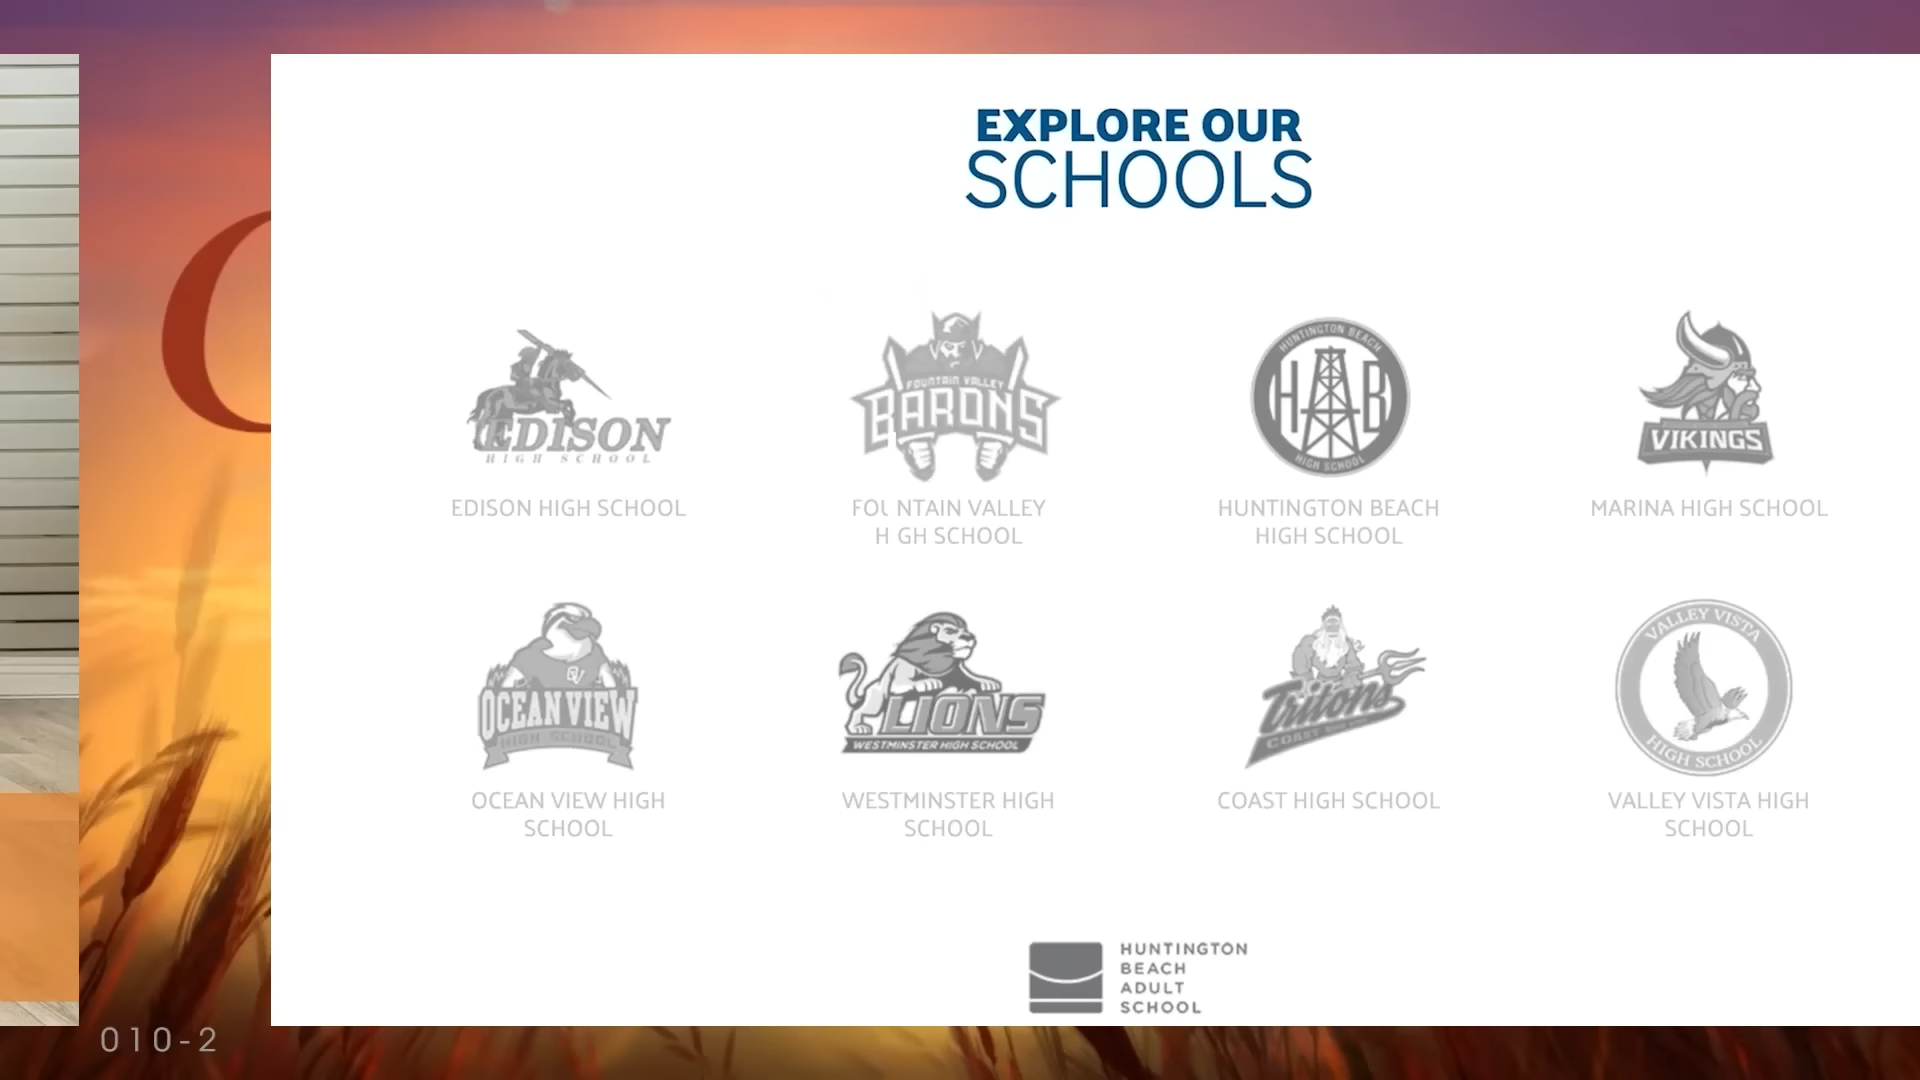 EXPLORE OUR
SCHOOLS
EDISON
HIGH SCHOOL
EDISON HIGH SCHOOL
FOUNTAIN VALLEY
BARONS
FOU NTAIN VALLEY
H GH SCHOOL
HUNTINGTON BEACH
H B
HIGH SCHOOL
HUNTINGTON BEACH
HIGH SCHOOL
VIKINGS
MARINA HIGH SCHOOL
OV
OCEAN VIEW
HIGH SCHOOL
OCEAN VIEW HIGH
SCHOOL
LIONS
WESTMINSTER HIGH SCHOOL
WESTMINSTER HIGH
SCHOOL
Tritons
COAST
COAST HIGH SCHOOL
VALLEY VISTA
HIGH SCHOOL
VALLEY VISTA HIGH
SCHOOL
HUNTINGTON
BEACH
ADULT
SCHOOL
010-2